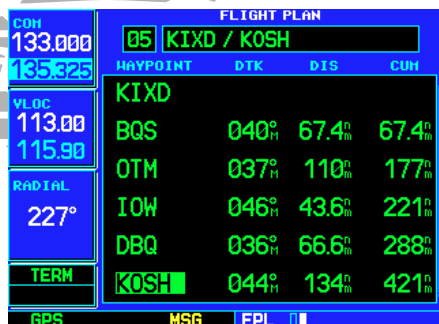 COM
133.000
135.325
VLOC
113.00
115.90
RADIAL
227°
TERM
GPS
FLIGHT PLAN
05 KIXD / KOSH
WAYPOINT DTK DIS CUM
KIXD
BQS 040°M 67.4nm 67.4nm
OTM 037°M 110nm 177nm
IOW 046°M 43.6nm 221nm
DBQ 036°M 66.6nm 288nm
KOSH 044°M 134nm 421nm
MSG FPL